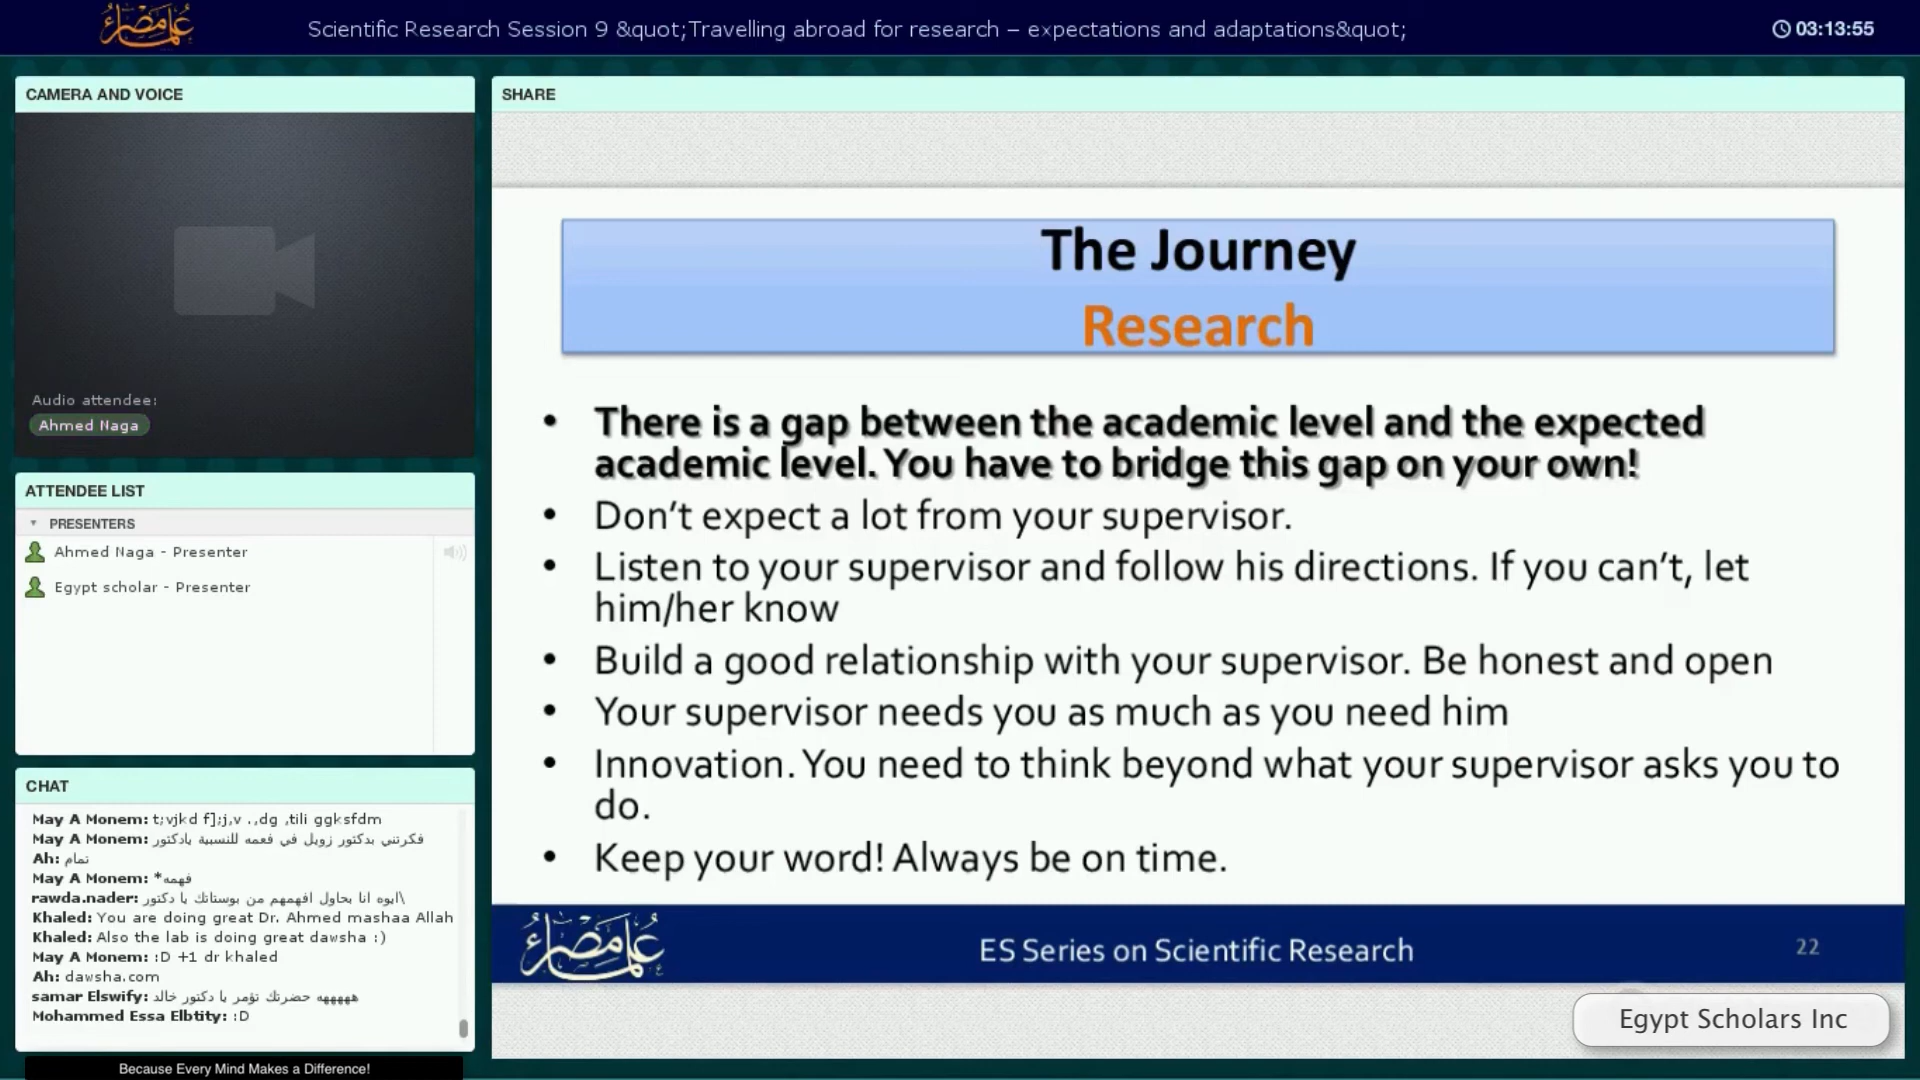 علماء مصر
Scientific Research Session 9 &quot;Travelling abroad for research – expectations and adaptations&quot;
03:13:55
CAMERA AND VOICE
Audio attendee:
Ahmed Naga
ATTENDEE LIST
PRESENTERS
Ahmed Naga - Presenter
Egypt scholar - Presenter
CHAT
May A Monem: t;vjkd f];j,v .,dg ,tili ggksfdm
May A Monem: فكرتني بدكتور زويل في فعمه للنسبية يادكتور
Ah: تمام
May A Monem: *فهمه
rawda.nader: ايوه انا بحاول افهمهم من بوستاتك يا دكتور\
Khaled: You are doing great Dr. Ahmed mashaa Allah
Khaled: Also the lab is doing great dawsha :)
May A Monem: :D +1 dr khaled
Ah: dawsha.com
samar Elswify: هههههه حضرتك تؤمر يا دكتور خالد
Mohammed Essa Elbtity: :D
Because Every Mind Makes a Difference!
SHARE
The Journey
Research
• There is a gap between the academic level and the expected
academic level. You have to bridge this gap on your own!
• Don’t expect a lot from your supervisor.
• Listen to your supervisor and follow his directions. If you can’t, let
him/her know
• Build a good relationship with your supervisor. Be honest and open
• Your supervisor needs you as much as you need him
• Innovation. You need to think beyond what your supervisor asks you to
do.
• Keep your word! Always be on time.
علماء مصر
ES Series on Scientific Research
22
Egypt Scholars Inc